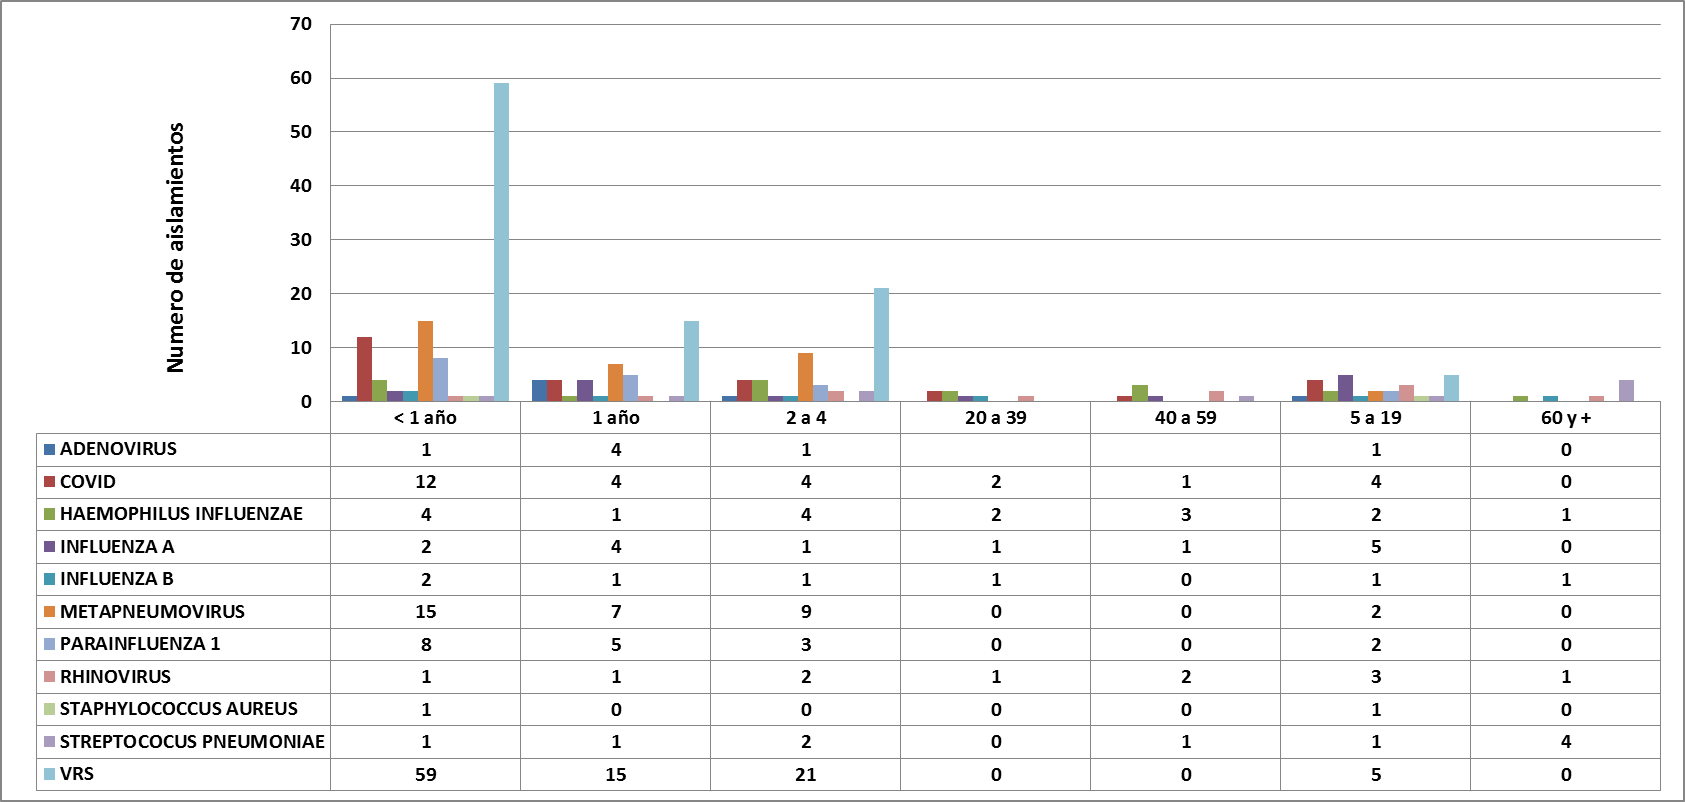 Numero de aislamientos
70
60
50
40
30
20
10
0
< 1 año 1 año 2 a 4 20 a 39 40 a 59 5 a 19 60 y +
ADENOVIRUS 1 4 1 1 0
COVID 12 4 4 2 1 4 0
HAEMOPHILUS INFLUENZAE 4 1 4 2 3 2 1
INFLUENZA A 2 4 1 1 1 5 0
INFLUENZA B 2 1 1 1 0 1 1
METAPNEUMOVIRUS 15 7 9 0 0 2 0
PARAINFLUENZA 1 8 5 3 0 0 2 0
RHINOVIRUS 1 1 2 1 2 3 1
STAPHYLOCOCCUS AUREUS 1 0 0 0 0 1 0
STREPTOCOCUS PNEUMONIAE 1 1 2 0 1 1 4
VRS 59 15 21 0 0 5 0